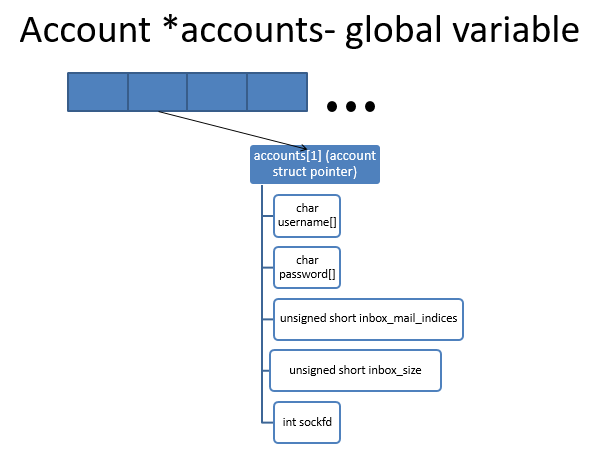 Account *accounts- global variable
accounts[1] (account
struct pointer)
char
username[]
char
password[]
unsigned short inbox_mail_indices
unsigned short inbox_size
int sockfd